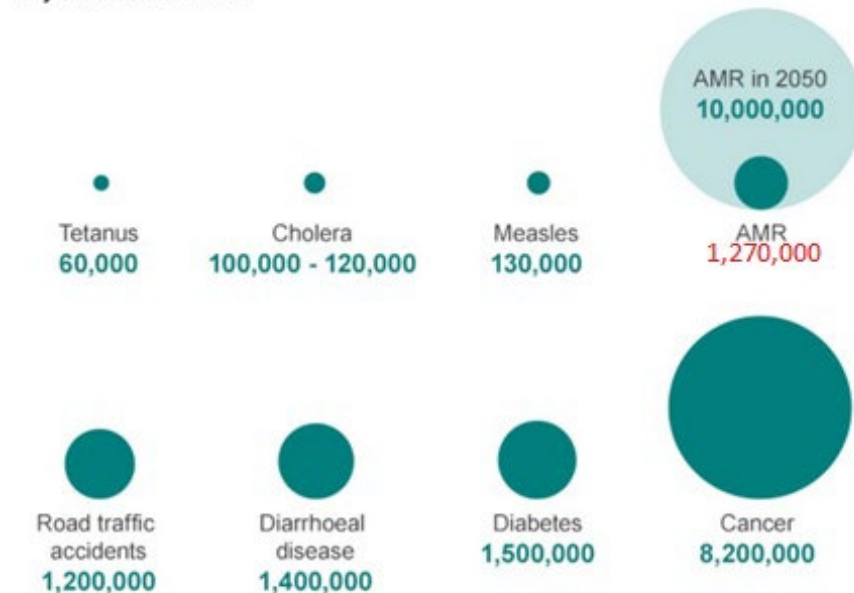 AMR in 2050
10,000,000
Tetanus
60,000
Cholera
100,000 - 120,000
Measles
130,000
AMR
1,270,000
Road traffic
accidents
1,200,000
Diarrhoeal
disease
1,400,000
Diabetes
1,500,000
Cancer
8,200,000